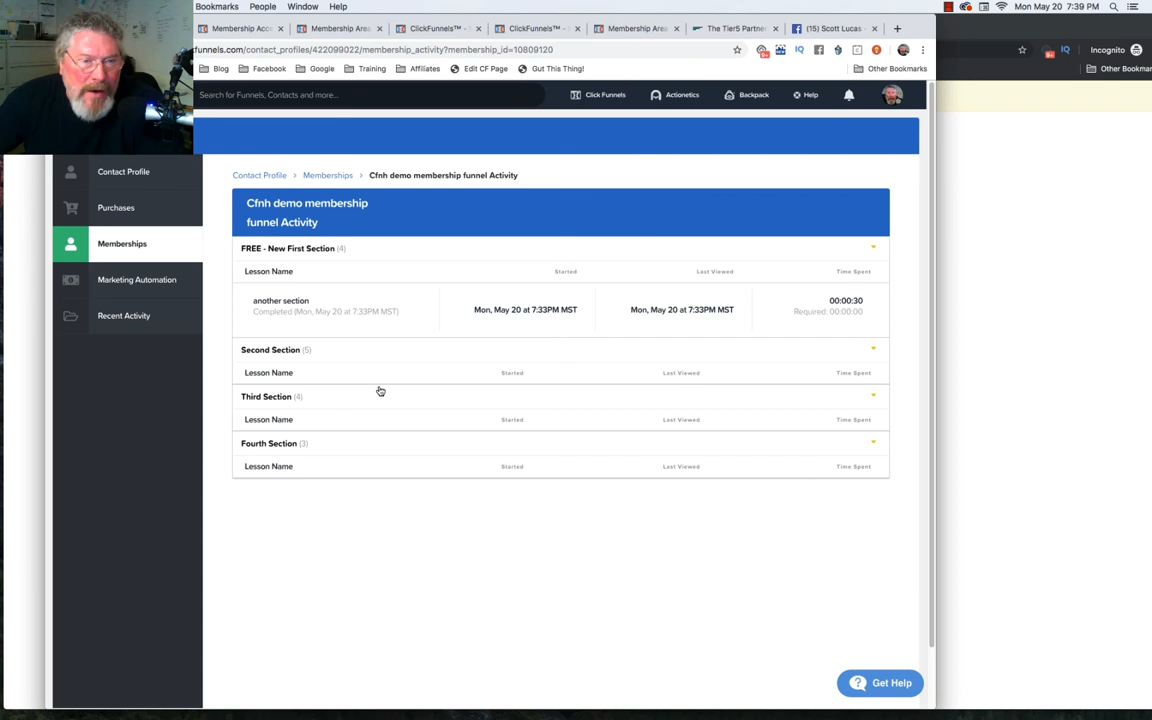 Bookmarks People Window Help
Mon May 20 7:39 PM
Membership Acc
Membership Area
ClickFunnels™ -
ClickFunnels™ -
Membership Area
The Tier5 Partner
(15) Scott Lucas
funnels.com/contact_profiles/422099022/membership_activity?membership_id=10809120
Incognito
Blog Facebook Google Training Affiliates Edit CF Page Gut This Thing! Other Bookmarks
Other Bookmar
Search for Funnels, Contacts and more...
Click Funnels Actionetics Backpack Help
Contact Profile
Purchases
Memberships
Marketing Automation
Recent Activity
Contact Profile > Memberships > Cfnh demo membership funnel Activity
Cfnh demo membership
funnel Activity
FREE - New First Section (4)
Lesson Name Started Last Viewed Time Spent
another section
Completed (Mon, May 20 at 7:33PM MST)
Mon, May 20 at 7:33PM MST
Mon, May 20 at 7:33PM MST
00:00:30
Required: 00:00:00
Second Section (5)
Lesson Name Started Last Viewed Time Spent
Third Section (4)
Lesson Name Started Last Viewed Time Spent
Fourth Section (3)
Lesson Name Started Last Viewed Time Spent
Get Help